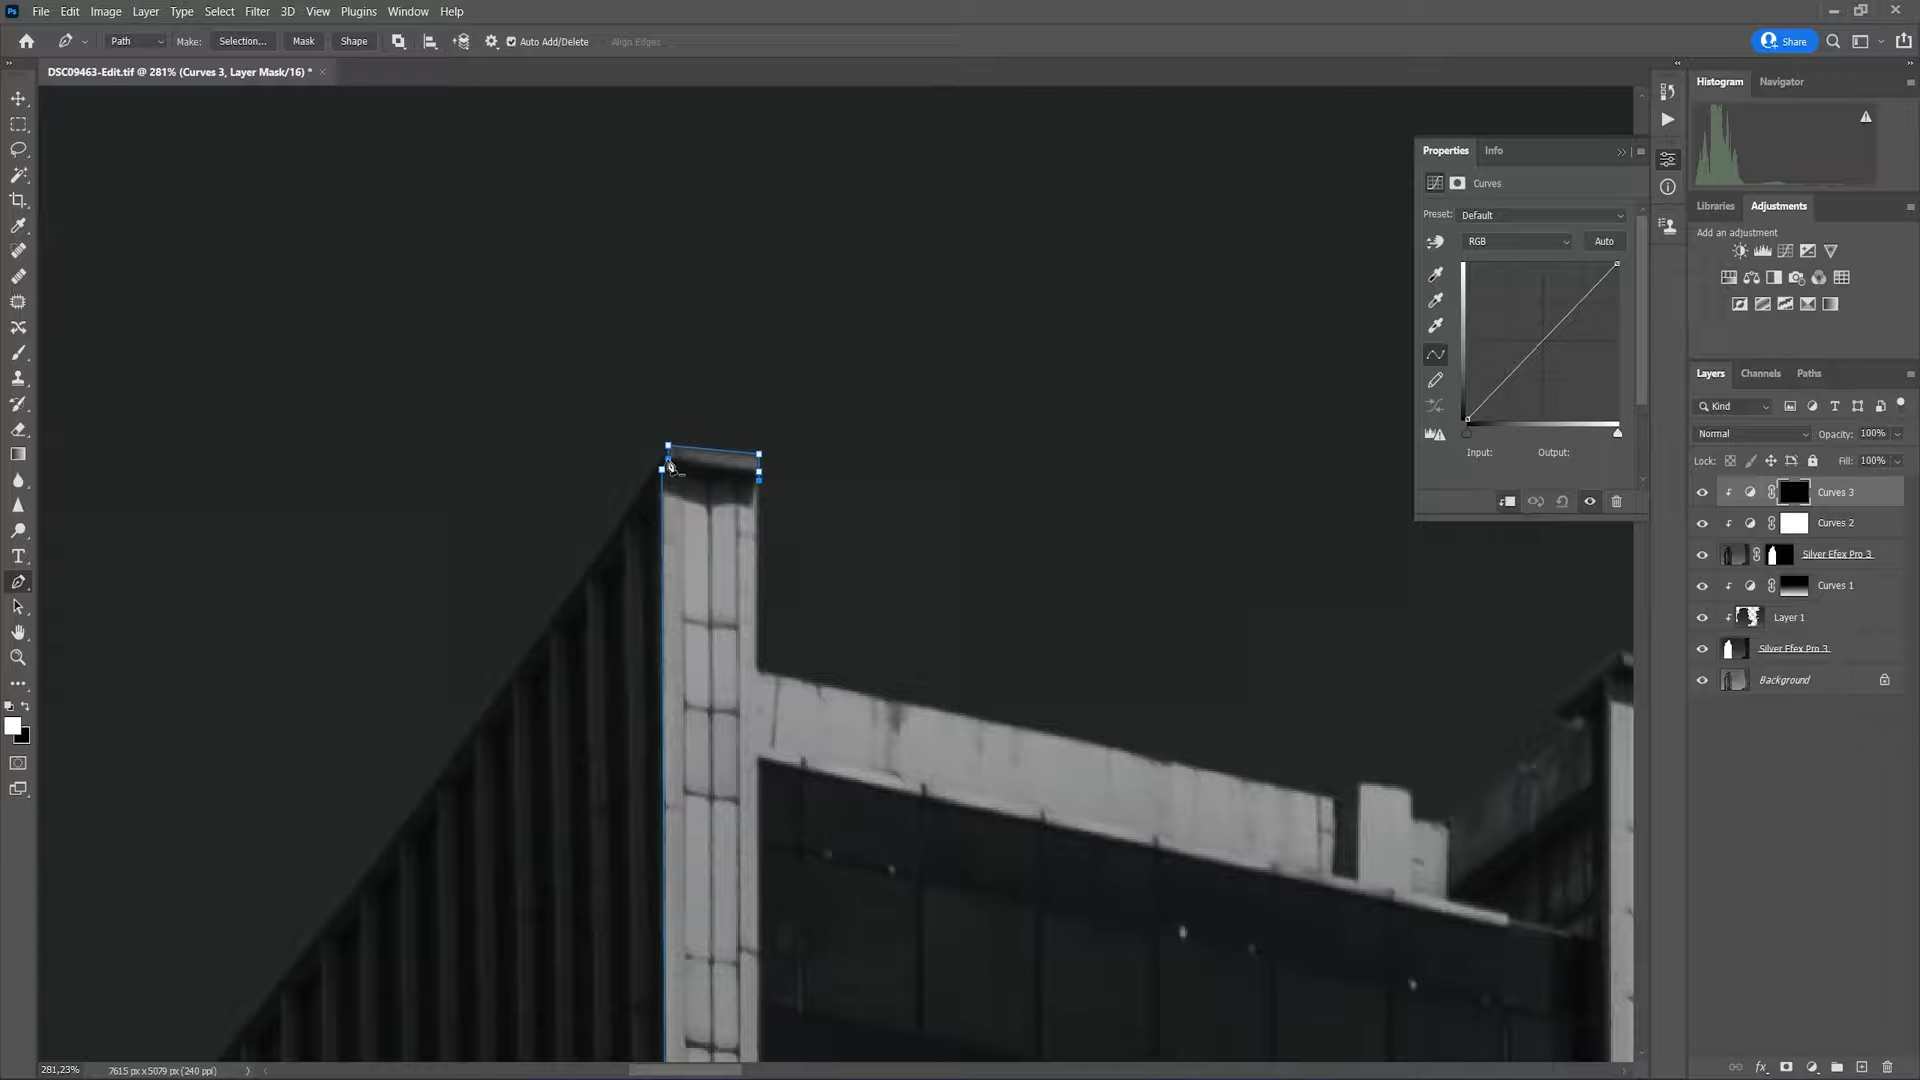 Ps File Edit Image Layer Type Select Filter 3D View Plugins Window Help
Path Make: Selection... Mask Shape Auto Add/Delete Align Edges Share
DSC09463-Edit.tif @ 281% (Curves 3, Layer Mask/16) *
Histogram Navigator
Properties Info
Curves
Libraries Adjustments
Preset: Default
Add an adjustment
RGB Auto
Layers Channels Paths
Kind
Normal Opacity: 100%
Input: Output:
Lock: Fill: 100%
Curves 3
Curves 2
Silver Efex Pro 3
Curves 1
Layer 1
Silver Efex Pro 3
Background
fx
281,23% 7615 px x 5079 px (240 ppi)